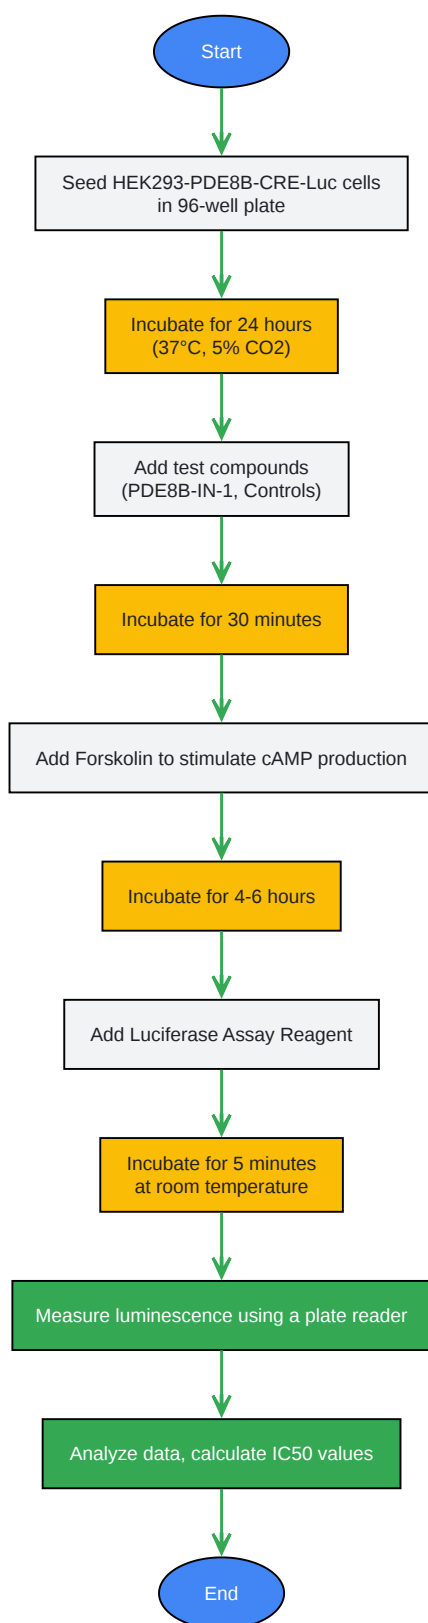 Start
Seed HEK293-PDE8B-CRE-Luc cells
in 96-well plate
Incubate for 24 hours
(37°C, 5% CO2)
Add test compounds
(PDE8B-IN-1, Controls)
Incubate for 30 minutes
Add Forskolin to stimulate cAMP production
Incubate for 4-6 hours
Add Luciferase Assay Reagent
Incubate for 5 minutes
at room temperature
Measure luminescence using a plate reader
Analyze data, calculate IC50 values
End